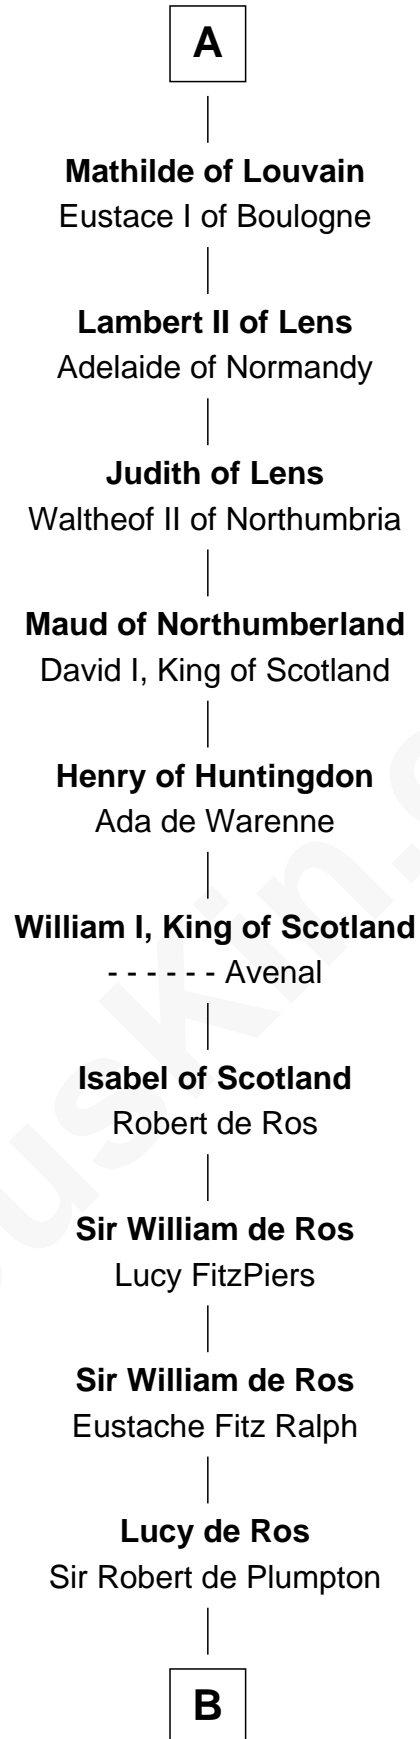 A
Mathilde of Louvain
Eustace I of Boulogne
Lambert II of Lens
Adelaide of Normandy
Judith of Lens
Waltheof II of Northumbria
Maud of Northumberland
David I, King of Scotland
Henry of Huntingdon
Ada de Warenne
William I, King of Scotland
- - - - - - Avenal
Isabel of Scotland
Robert de Ros
Sir William de Ros
Lucy FitzPiers
Sir William de Ros
Eustache Fitz Ralph
Lucy de Ros
Sir Robert de Plumpton
B